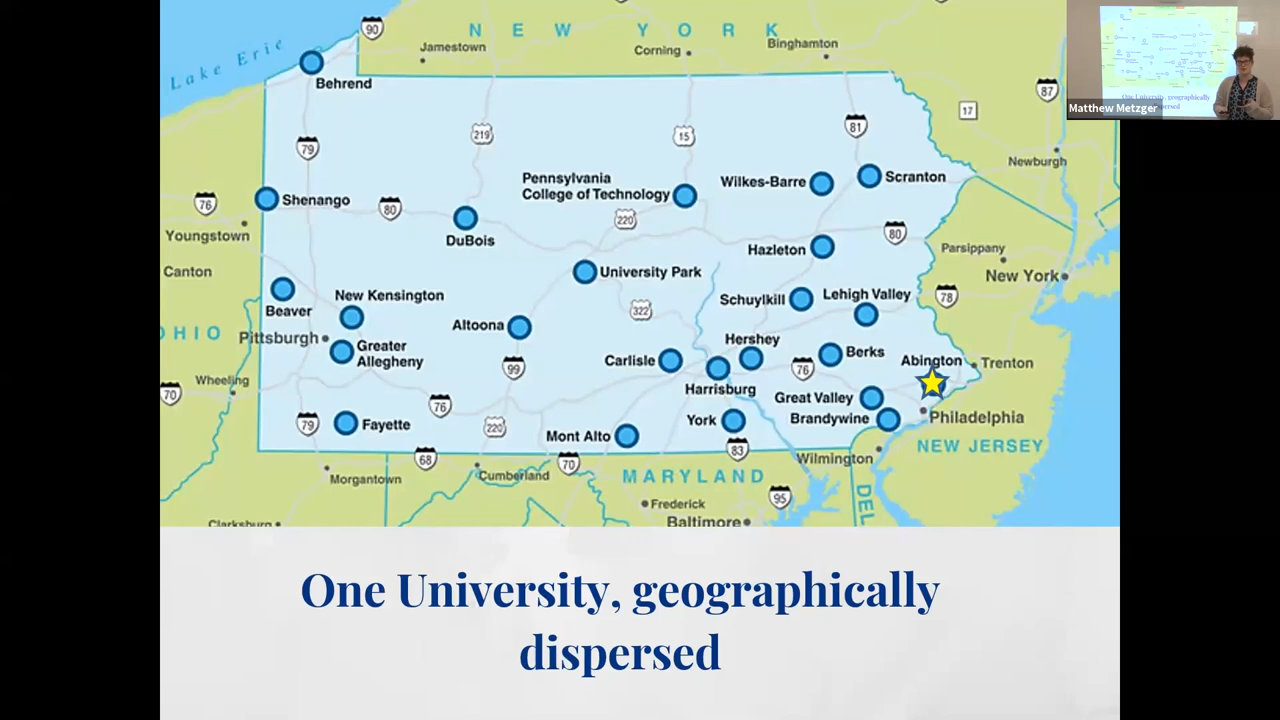 NEW YORK
90
Jamestown
Corning
Binghamton
Lake Erie
Behrend
87
17
Matthew Metzger
79
219
15
81
Newburgh
Pennsylvania
College of Technology
Wilkes-Barre
Scranton
76
Shenango
80
220
Youngstown
DuBois
Hazleton
80
Parsippany
Canton
University Park
New York
Beaver
New Kensington
322
Schuylkill
Lehigh Valley
78
OHIO
Pittsburgh
Altoona
Greater
Allegheny
Carlisle
Hershey
Berks
Abington
Trenton
Wheeling
70
99
76
Harrisburg
Great Valley
76
79
Fayette
220
Mont Alto
York
Brandywine
Philadelphia
NEW JERSEY
68
70
83
Wilmington
Morgantown
Cumberland
MARYLAND
95
DEL
Frederick
Clarksburg
Baltimore
One University, geographically
dispersed
One University, geographically